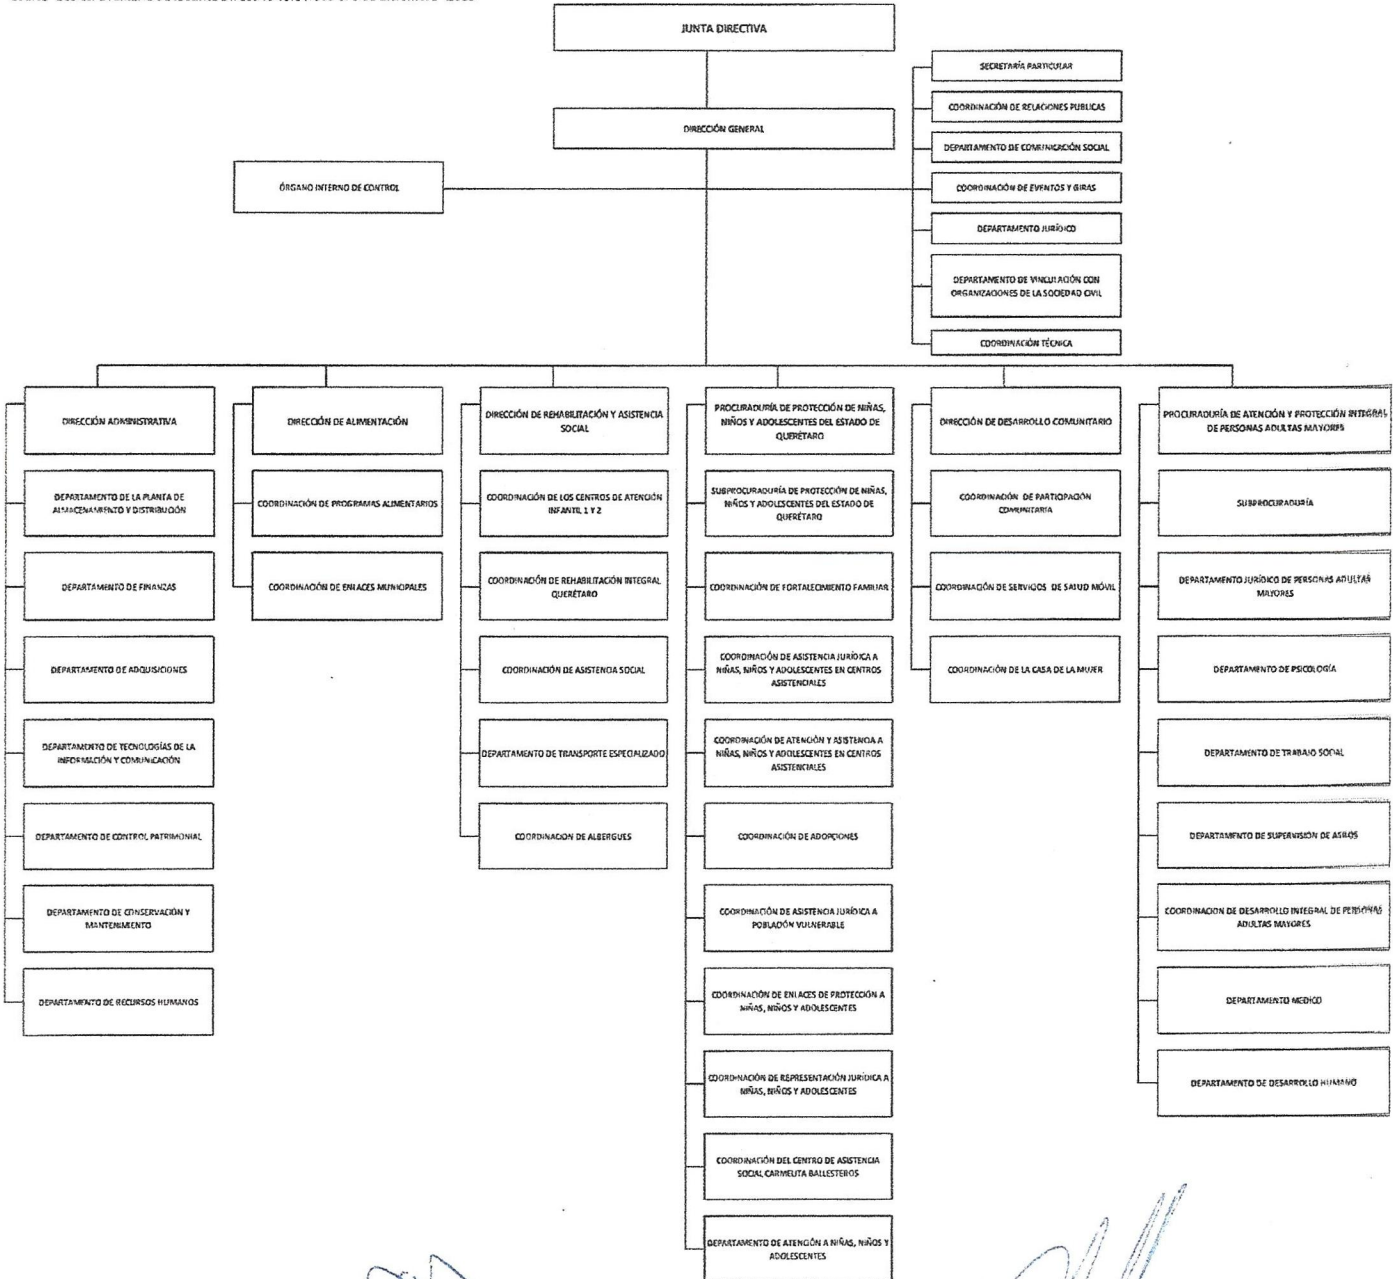 JUNTA DIRECTIVA
DIRECCIÓN GENERAL
ÓRGANO INTERNO DE CONTROL
SECRETARÍA PARTICULAR
COORDINACIÓN DE RELACIONES PUBLICAS
DEPARTAMENTO DE COMUNICACIÓN SOCIAL
COORDINACIÓN DE EVENTOS Y GIRAS
DEPARTAMENTO JURÍDICO
DEPARTAMENTO DE VINCULACIÓN CON
ORGANIZACIONES DE LA SOCIEDAD CIVIL
COORDINACIÓN TÉCNICA
DIRECCIÓN ADMINISTRATIVA
DEPARTAMENTO DE LA PLANTA DE
ALMACENAMIENTO Y DISTRIBUCIÓN
DEPARTAMENTO DE FINANZAS
DEPARTAMENTO DE ADQUISICIONES
DEPARTAMENTO DE TECNOLOGÍAS DE LA
INFORMACIÓN Y COMUNICACIÓN
DEPARTAMENTO DE CONTROL PATRIMONIAL
DEPARTAMENTO DE CONSERVACIÓN Y
MANTENIMIENTO
DEPARTAMENTO DE RECURSOS HUMANOS
DIRECCIÓN DE ALIMENTACIÓN
COORDINACIÓN DE PROGRAMAS ALIMENTARIOS
COORDINACIÓN DE ENLACES MUNICIPALES
DIRECCIÓN DE REHABILITACIÓN Y ASISTENCIA
SOCIAL
COORDINACIÓN DE LOS CENTROS DE ATENCIÓN
INFANTIL 1 Y 2
COORDINACIÓN DE REHABILITACIÓN INTEGRAL
QUERÉTARO
COORDINACIÓN DE ASISTENCIA SOCIAL
DEPARTAMENTO DE TRANSPORTE ESPECIALIZADO
COORDINACIÓN DE ALBERGUES
PROCURADURÍA DE PROTECCIÓN DE NIÑAS,
NIÑOS Y ADOLESCENTES DEL ESTADO DE
QUERÉTARO
SUBPROCURADURÍA DE PROTECCIÓN DE NIÑAS,
NIÑOS Y ADOLESCENTES DEL ESTADO DE
QUERÉTARO
COORDINACIÓN DE FORTALECIMIENTO FAMILIAR
COORDINACIÓN DE ASISTENCIA JURÍDICA A
NIÑAS, NIÑOS Y ADOLESCENTES EN CENTROS
ASISTENCIALES
COORDINACIÓN DE ATENCIÓN Y ASISTENCIA A
NIÑAS, NIÑOS Y ADOLESCENTES EN CENTROS
ASISTENCIALES
COORDINACIÓN DE ADOPCIONES
COORDINACIÓN DE ASISTENCIA JURÍDICA A
POBLACIÓN VULNERABLE
COORDINACIÓN DE ENLACES DE PROTECCIÓN A
NIÑAS, NIÑOS Y ADOLESCENTES
COORDINACIÓN DE REPRESENTACIÓN JURÍDICA A
NIÑAS, NIÑOS Y ADOLESCENTES
COORDINACIÓN DEL CENTRO DE ASISTENCIA
SOCIAL CARMELITA BALLESTEROS
DEPARTAMENTO DE ATENCIÓN A NIÑAS, NIÑOS Y
ADOLESCENTES
DIRECCIÓN DE DESARROLLO COMUNITARIO
COORDINACIÓN DE PARTICIPACIÓN
COMUNITARIA
COORDINACIÓN DE SERVICIOS DE SALUD MÓVIL
COORDINACIÓN DE LA CASA DE LA MUJER
PROCURADURÍA DE ATENCIÓN Y PROTECCIÓN INTEGRAL
DE PERSONAS ADULTAS MAYORES
SUBPROCURADURÍA
DEPARTAMENTO JURÍDICO DE PERSONAS ADULTAS
MAYORES
DEPARTAMENTO DE PSICOLOGÍA
DEPARTAMENTO DE TRABAJO SOCIAL
DEPARTAMENTO DE SUPERVISIÓN DE ASILOS
COORDINACION DE DESARROLLO INTEGRAL DE PERSONAS
ADULTAS MAYORES
DEPARTAMENTO MEDICO
DEPARTAMENTO DE DESARROLLO HUMANO